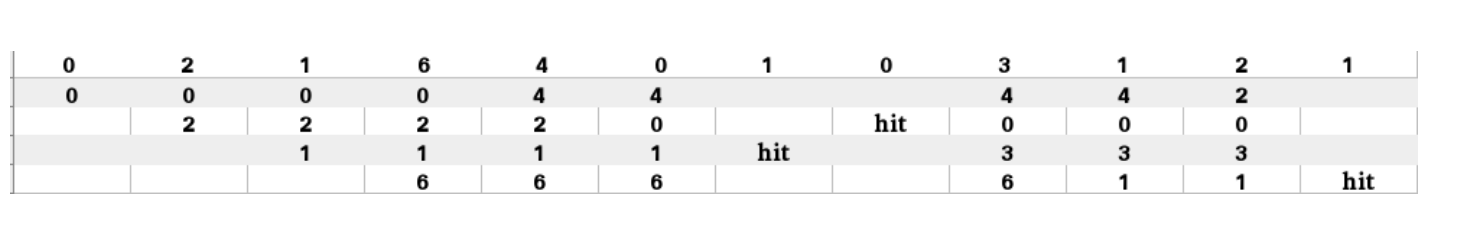 0 2 1 6 4 0 1 0 3 1 2 1
0 0 0 0 4 4 4 4 2
2 2 2 2 0 hit 0 0 0
1 1 1 1 hit 3 3 3
6 6 6 6 1 1 hit